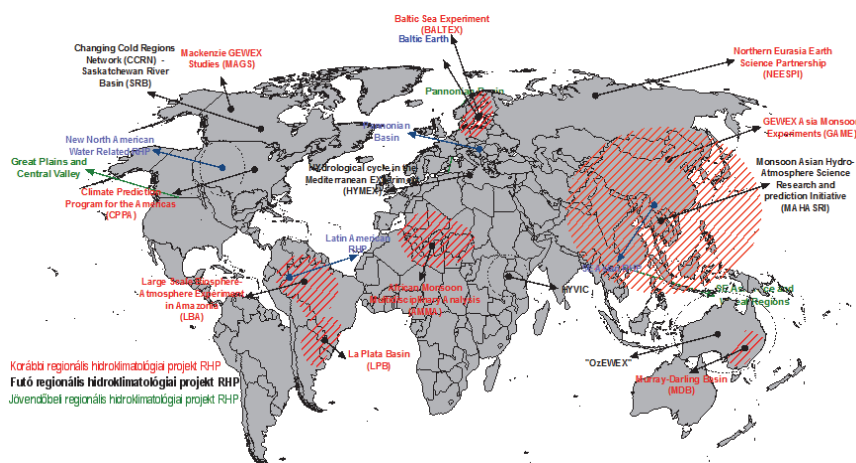 Baltic Sea Experiment
(BALTEX)
Baltic Earth
Changing Cold Regions
Network (CCRN) -
Saskatchewan River
Basin (SRB)
Mackenzie GEWEX
Studies (MAGS)
Northern Eurasia Earth
Science Partnership
(NEESPI)
Pannonian Basin
GEWEX Asia Monsoon
Experiments (GAME)
New North American
Water Related RHP
Pannonian Basin
Great Plains and
Central Valley
Hydrological cycle in the
Mediterranean EXperiment
(HYMEX)
Monsoon Asian Hydro-
Atmosphere Science
Research and
prediction Initiative
(MAHASRI)
Climate Prediction
Program for the Americas
(CPPA)
Latin American
RHP
Large Scale Biosphere-
Atmosphere Experiment
in Amazonia
(LBA)
African Monsoon
Multidisciplinary Analysis
(AMMA)
HYVIC
and
Regions
La Plata Basin
(LPB)
"OzEWEX"
Murray-Darling Basin
(MDB)
Korábbi regionális hidroklimatológiai projekt RHP
Futó regionális hidroklimatológiai projekt RHP
Jövendőbeli regionális hidroklimatológiai projekt RHP